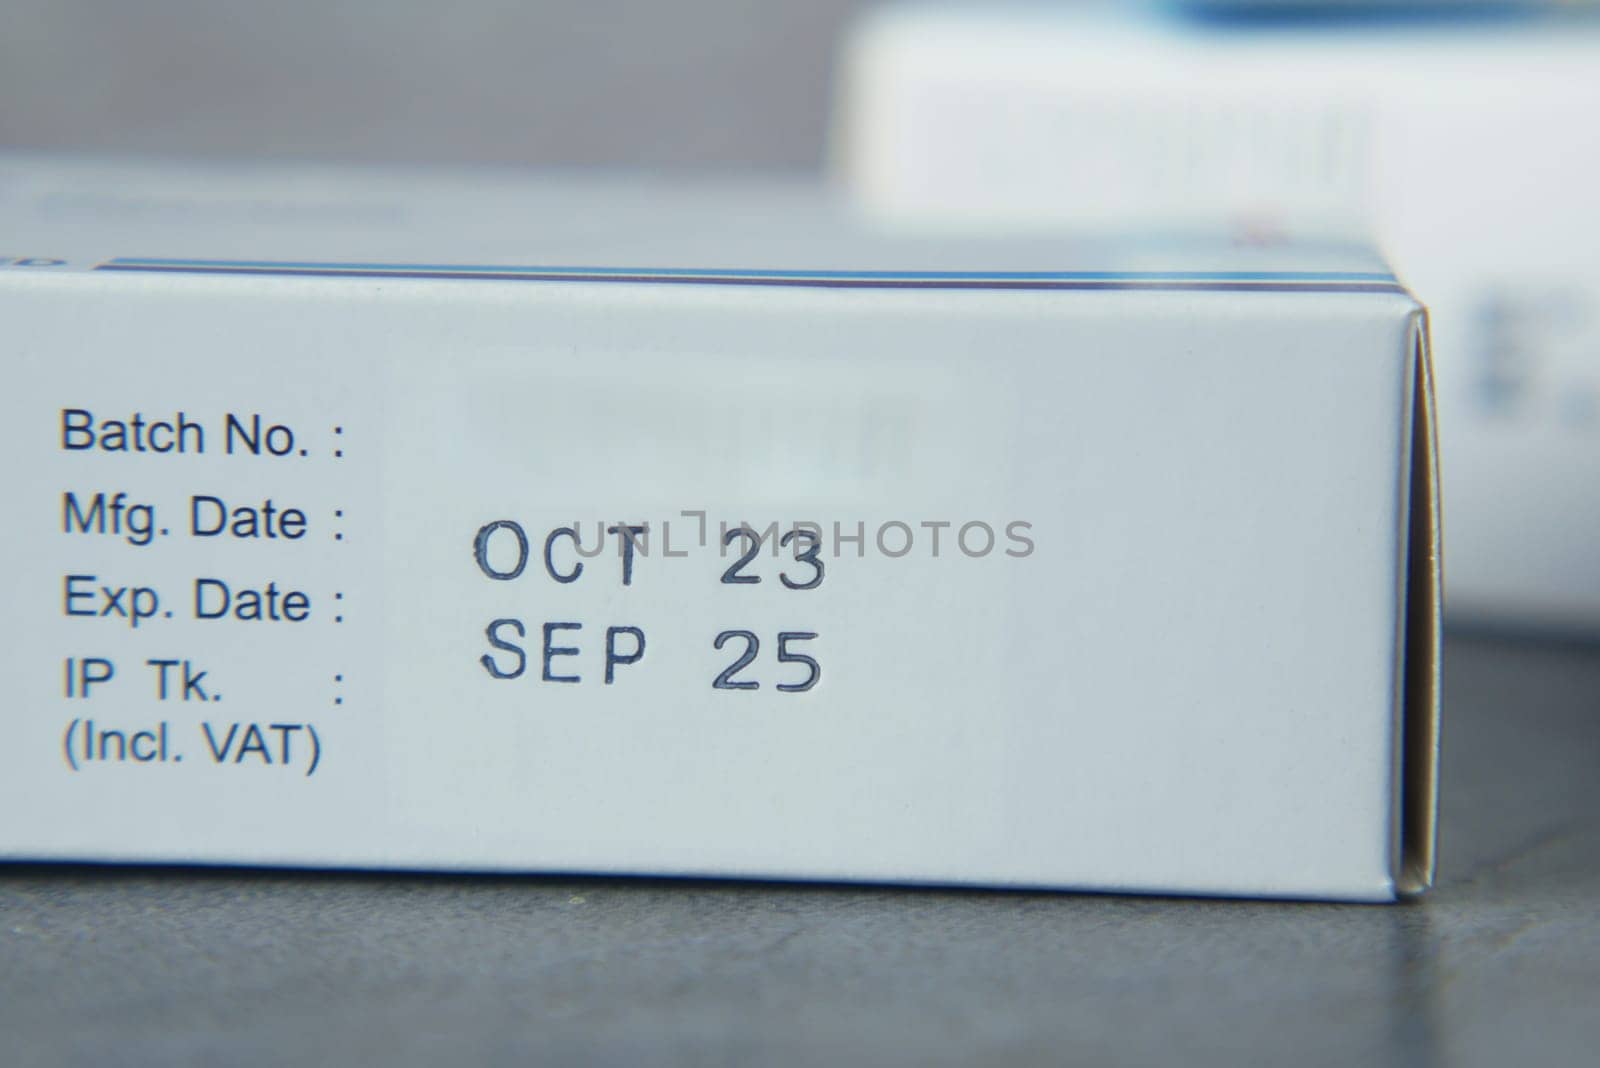 Batch No. :
Mfg. Date : OCT 23
Exp. Date : SEP 25
IP Tk. :
(Incl. VAT)
UNLIMPHOTOS